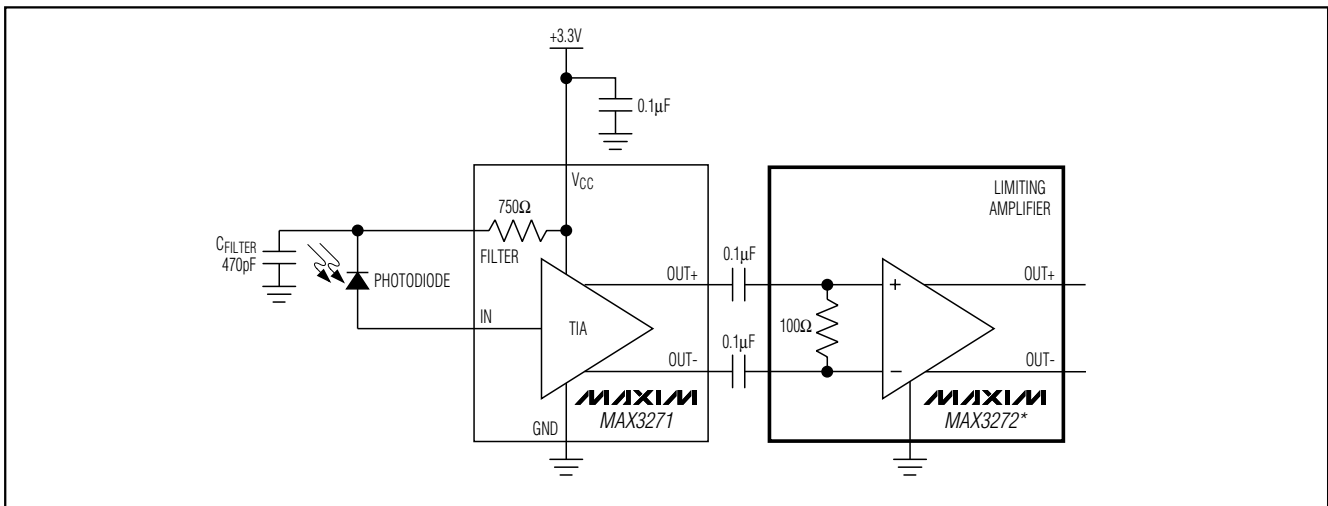 +3.3V
0.1μF
VCC
LIMITING
AMPLIFIER
750Ω
CFILTER
470pF
PHOTODIODE
FILTER
0.1μF
OUT+
OUT+
IN
TIA
100Ω
0.1μF
OUT-
OUT-
MAXIM
MAX3271
MAXIM
MAX3272*
GND
+
−